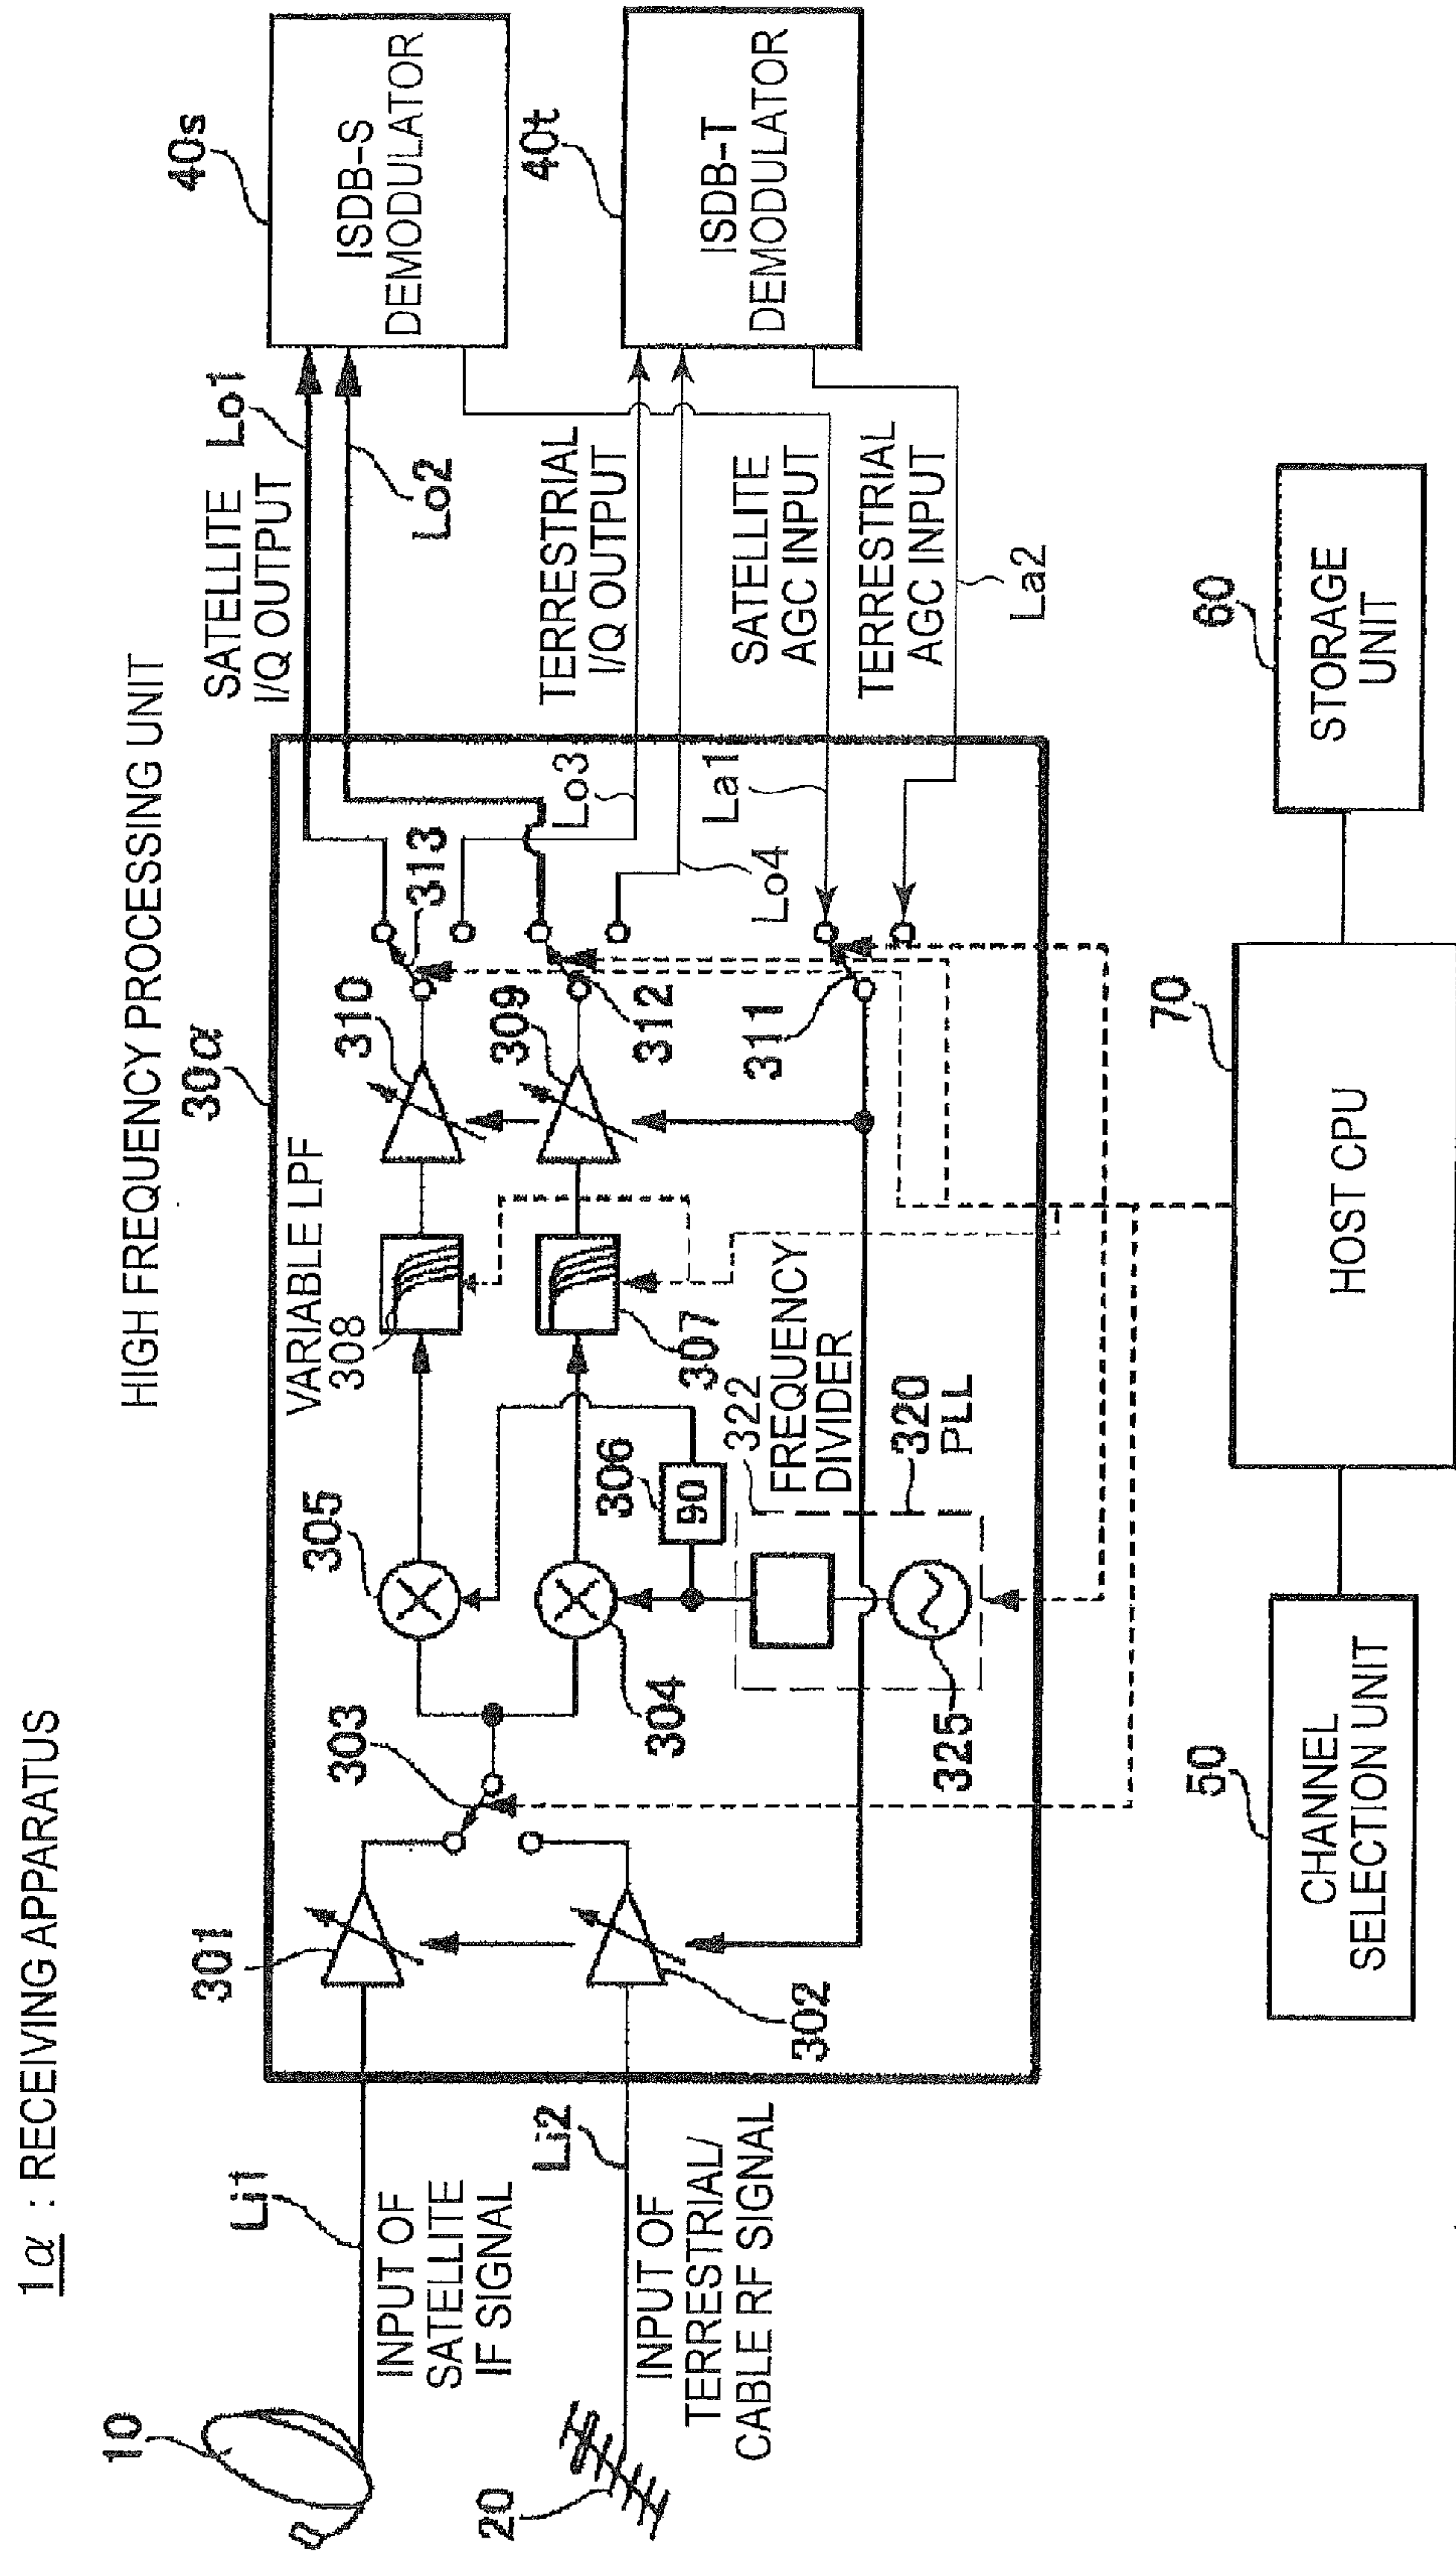 1α : RECEIVING APPARATUS
HIGH FREQUENCY PROCESSING UNIT
30α
10
Li1
INPUT OF
SATELLITE
IF SIGNAL
20
Li2
INPUT OF
TERRESTRIAL/
CABLE RF SIGNAL
301
302
303
304
305
306
90
VARIABLE LPF
308
307
322
FREQUENCY
DIVIDER
320
PLL
325
310
309
313
312
311
SATELLITE
I/Q OUTPUT
Lo1
Lo2
TERRESTRIAL
I/Q OUTPUT
Lo3
Lo4
SATELLITE
AGC INPUT
La1
TERRESTRIAL
AGC INPUT
La2
40s
ISDB-S
DEMODULATOR
40t
ISDB-T
DEMODULATOR
50
CHANNEL
SELECTION UNIT
70
HOST CPU
60
STORAGE
UNIT